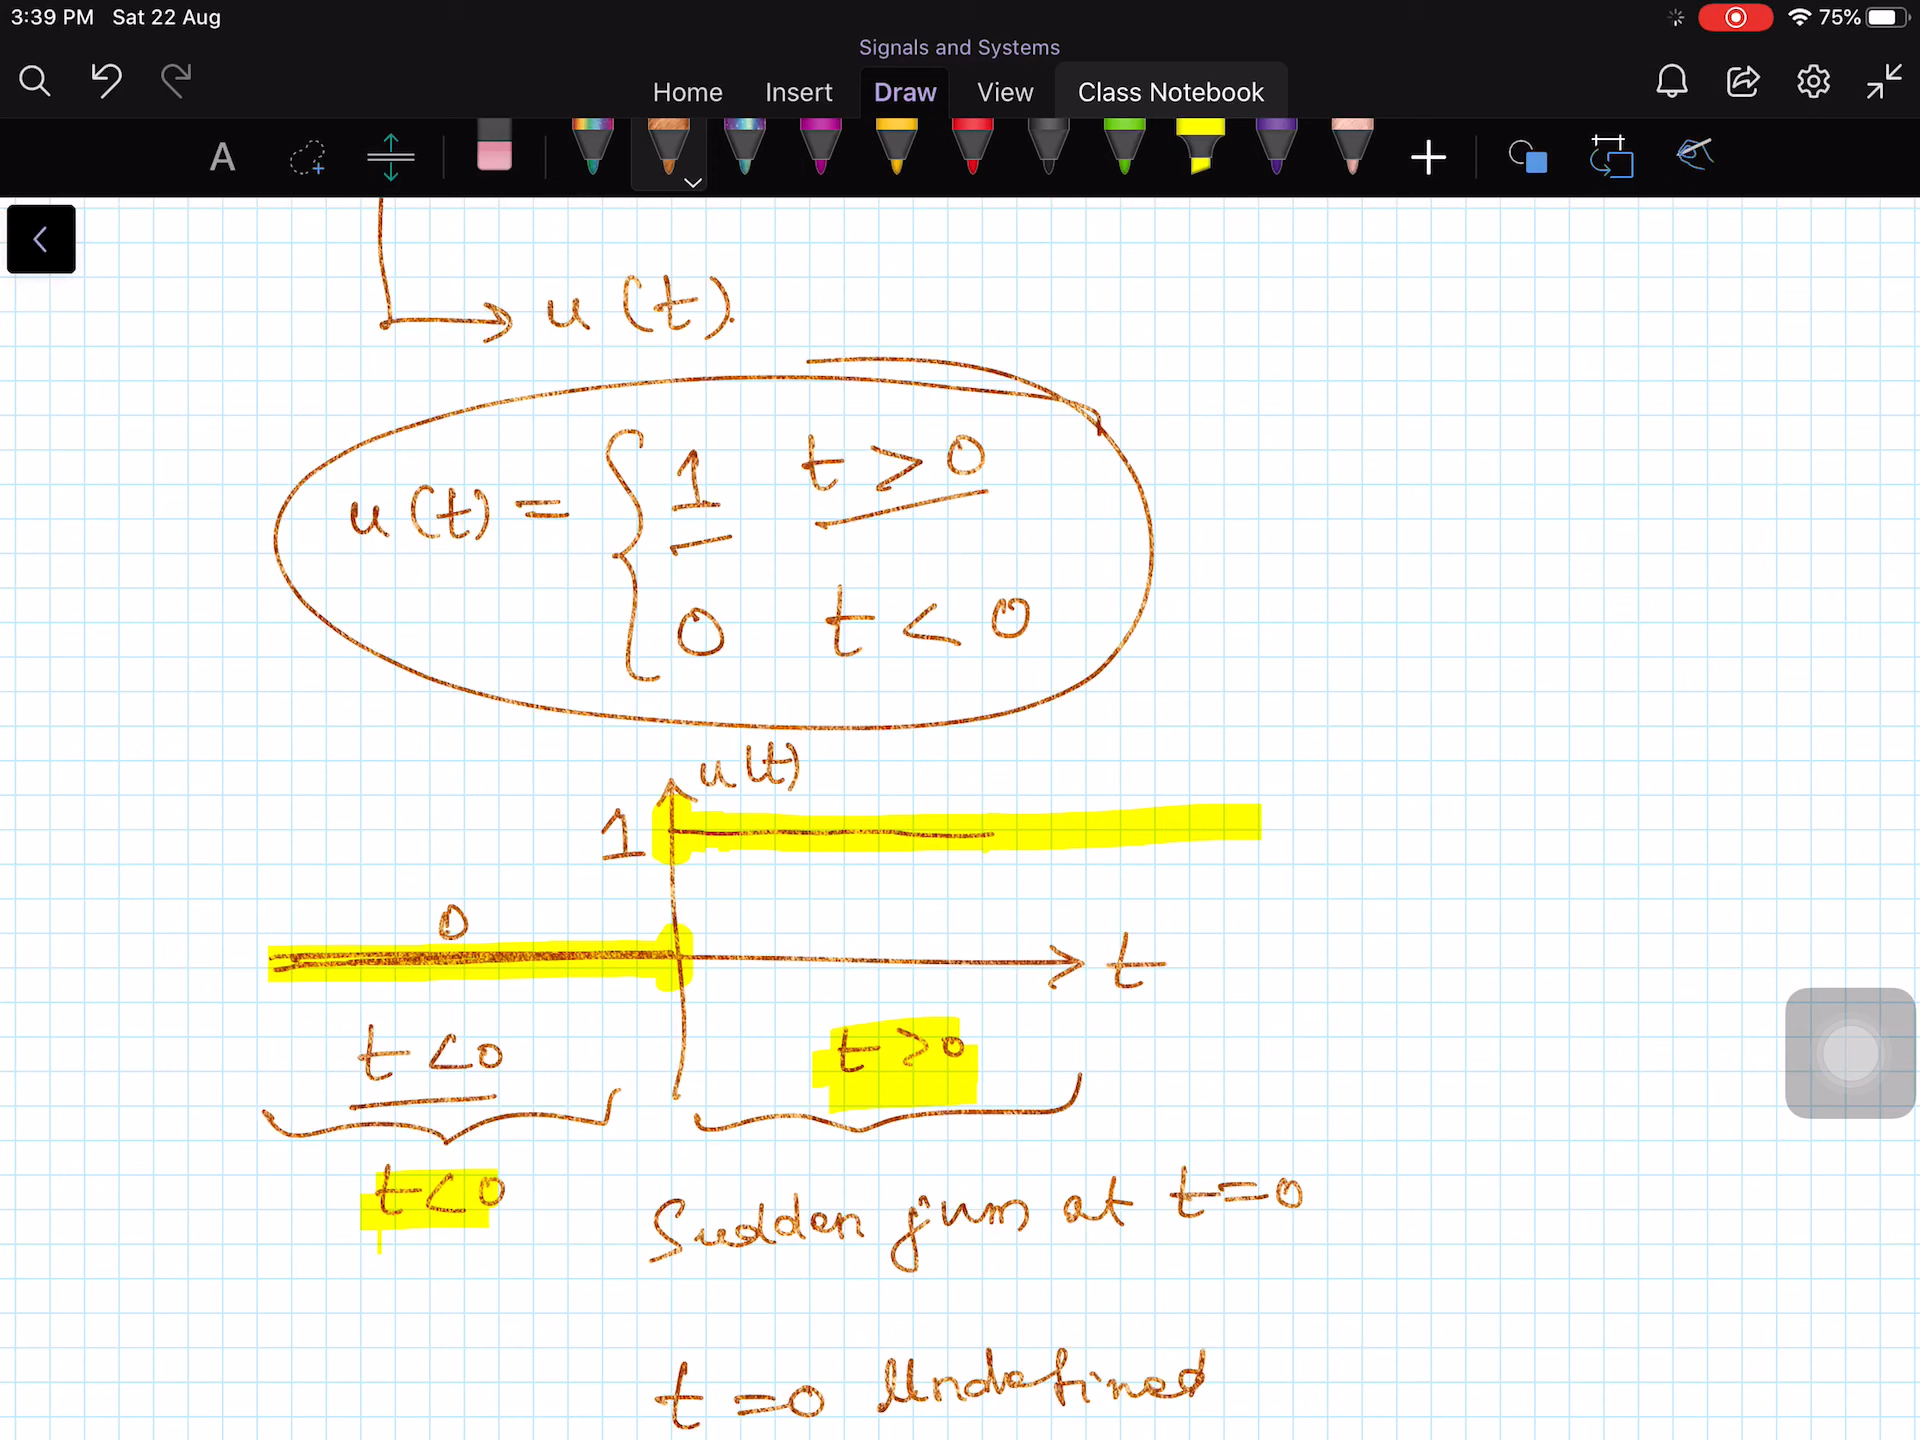 3:39 PM Sat 22 Aug
75%
Signals and Systems
Home Insert Draw View Class Notebook
A
u(t).
u(t) = { 1 t ≥ 0
0 t < 0
u(t)
1
0
t
t <0
t ≥0
t<0
Sudden jum at t=0
t =0 Undefined